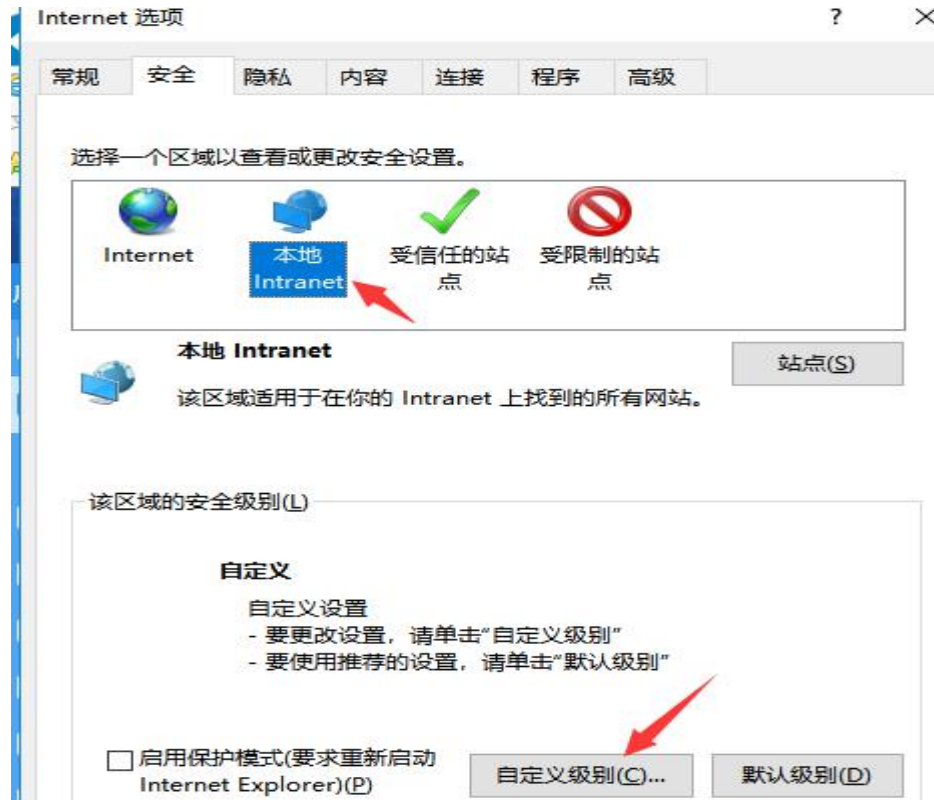 Internet 选项
?
常规 安全 隐私 内容 连接 程序 高级
选择一个区域以查看或更改安全设置。
Internet
本地
Intranet
受信任的站
点
受限制的站
点
本地 Intranet
站点(S)
该区域适用于在你的 Intranet 上找到的所有网站。
该区域的安全级别(L)
自定义
自定义设置
- 要更改设置，请单击“自定义级别”
- 要使用推荐的设置，请单击“默认级别”
启用保护模式(要求重新启动
Internet Explorer)(P)
自定义级别(C)...
默认级别(D)